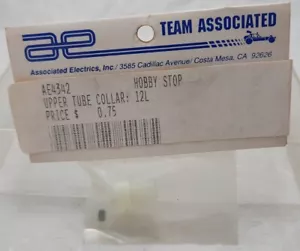 ae
TEAM ASSOCIATED
Associated Electrics, Inc/ 3585 Cadillac Avenue/ Costa Mesa, CA 92626
AE4342 HOBBY STOP
UPPER TUBE COLLAR; 12L
PRICE $ 0.75